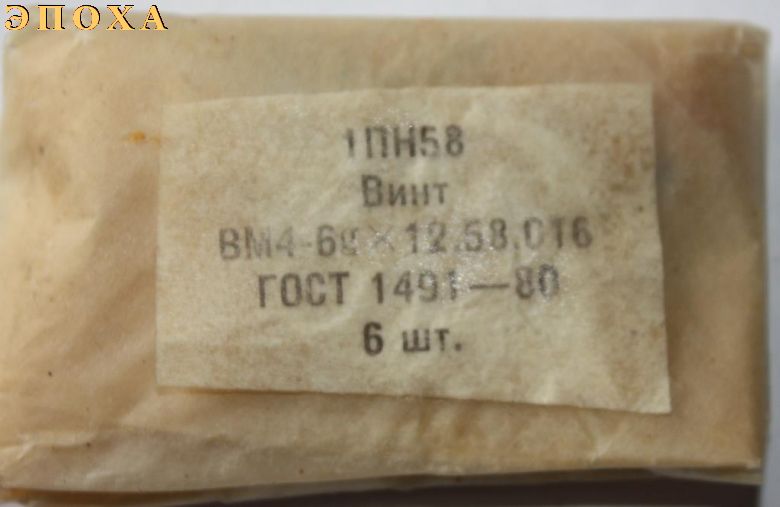 ЭПОХА
1ПН58
Винт
ВМ4-6g×12.58.016
ГОСТ 1491—80
6 шт.